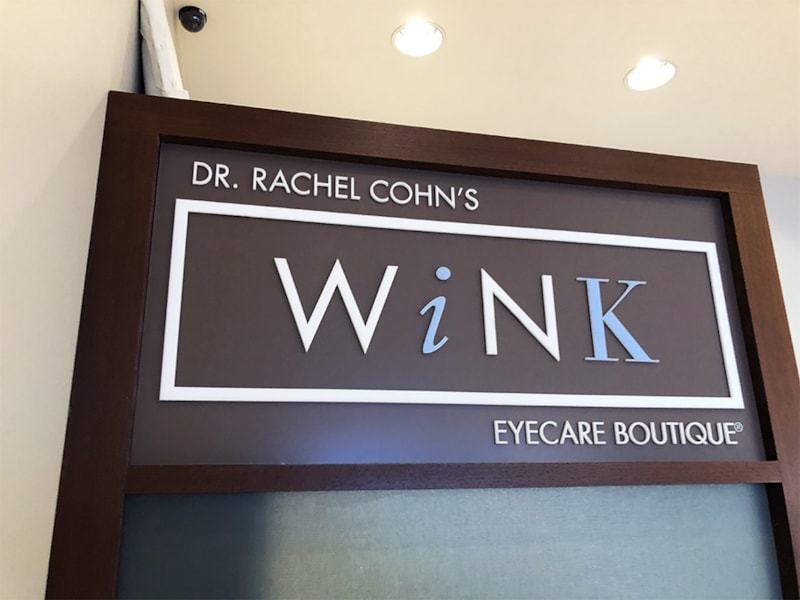 DR. RACHEL COHN'S
WiNK
EYECARE BOUTIQUE®